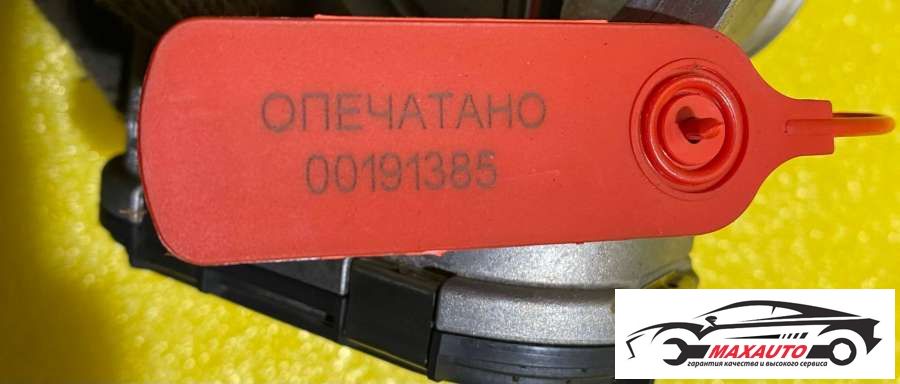 ОПЕЧАТАНО
00191385
MAXAUTO
гарантия качества и высокого сервиса